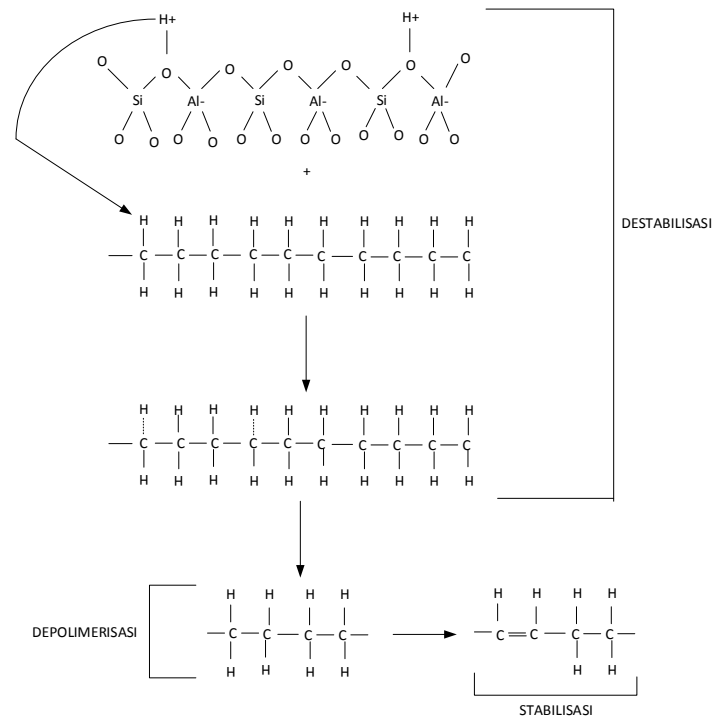 H+ H+
O O O O O O O
Si Al- Si Al- Si Al-
O O O O O O O O O O O O
+
H H H H H H H H H H
C C C C C C C C C C
H H H H H H H H H H
DESTABILISASI
H H H H H H H H H H
C C C C C C C C C C
H H H H H H H H H H
DEPOLIMERISASI
H H H H
C C C C
H H H H
H H H H
C C C C
H H
STABILISASI